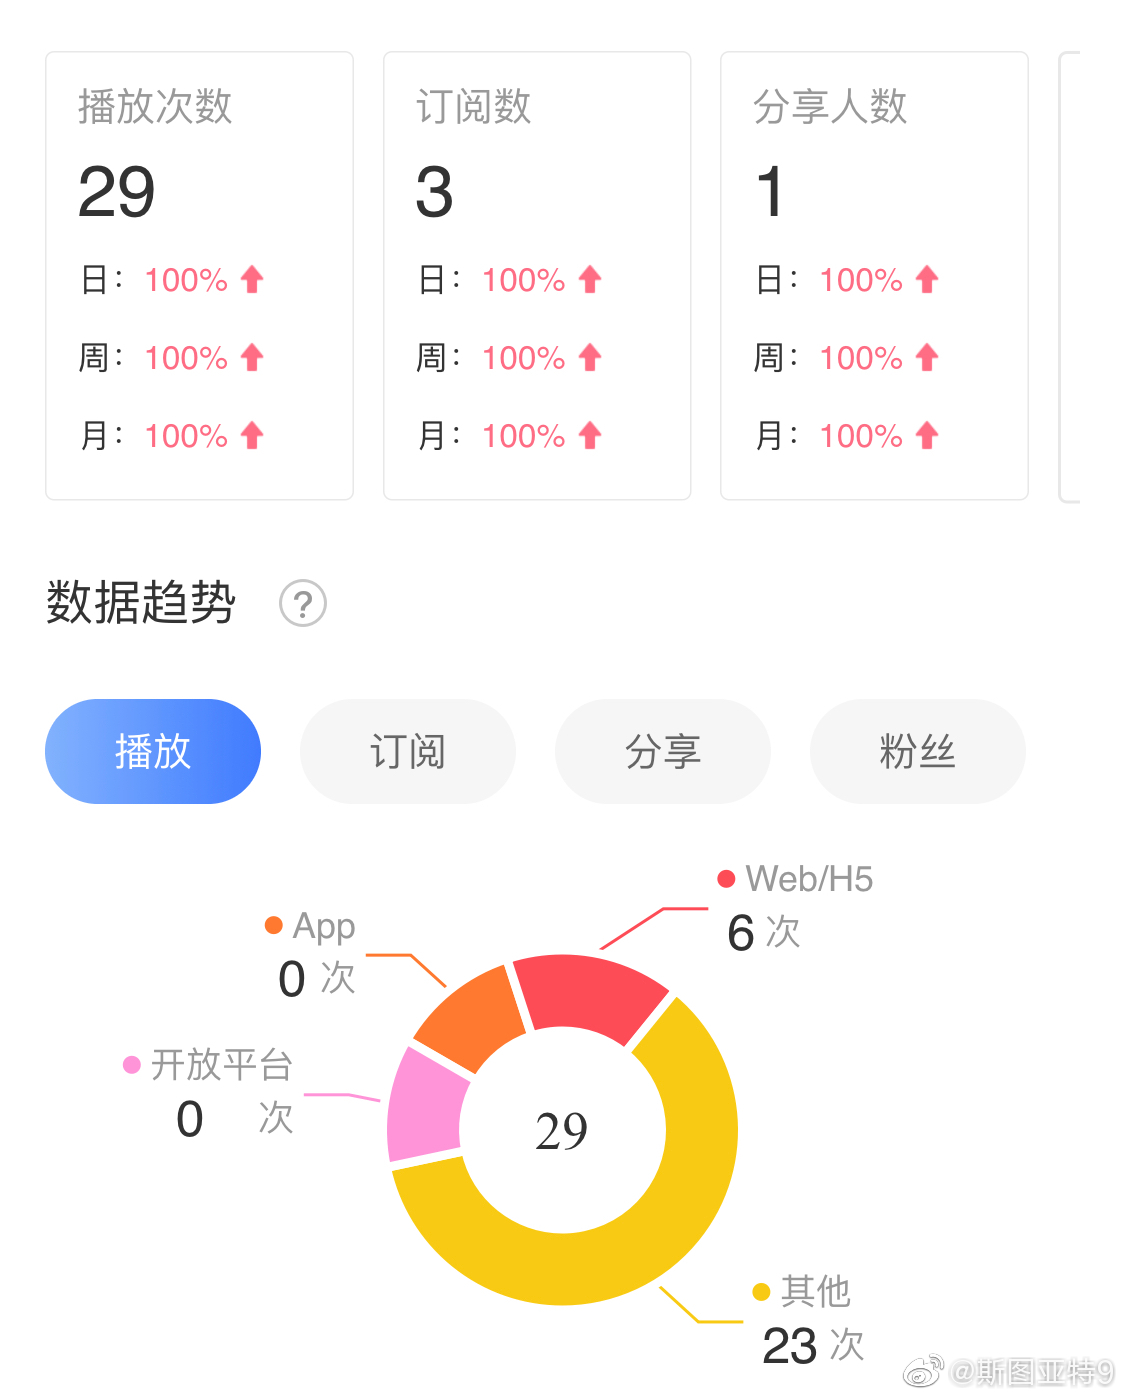 播放次数
29
日： 100%
周： 100%
月： 100%
订阅数
3
日： 100%
周： 100%
月： 100%
分享人数
1
日： 100%
周： 100%
月： 100%
数据趋势 ?
播放 订阅 分享 粉丝
Web/H5
6 次
App
0 次
开放平台
0 次
29
其他
23 次
@斯图亚特9